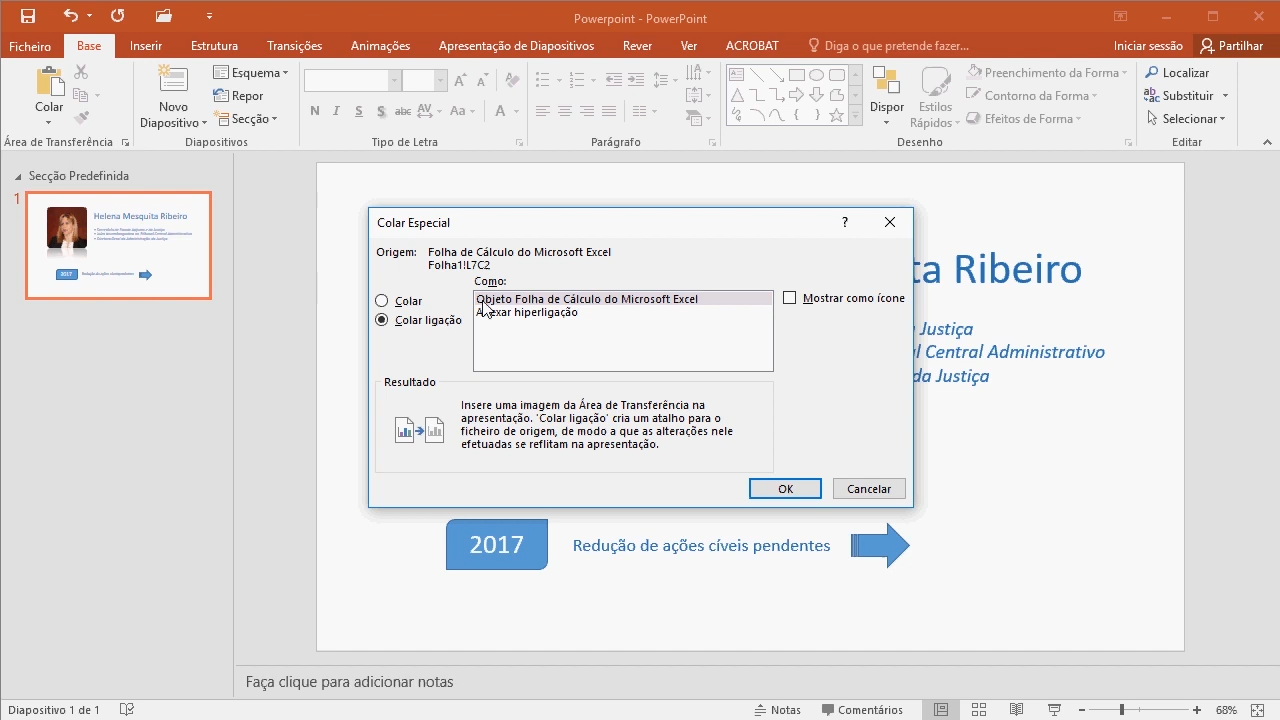 Powerpoint - PowerPoint
Ficheiro Base Inserir Estrutura Transições Animações Apresentação de Diapositivos Rever Ver ACROBAT Diga o que pretende fazer... Iniciar sessão Partilhar
Colar
Área de Transferência
Novo
Diapositivo
Esquema
Repor
Secção
Diapositivos
N I S S abc AV Aa A
Tipo de Letra
Parágrafo
Dispor
Estilos
Rápidos
Preenchimento da Forma
Contorno da Forma
Efeitos de Forma
Desenho
Localizar
Substituir
Selecionar
Editar
Secção Predefinida
1
Helena Mesquita Ribeiro
2017
Colar Especial
?
Origem: Folha de Cálculo do Microsoft Excel
Folha1!L7C2
Como:
Colar
Colar ligação
Objeto Folha de Cálculo do Microsoft Excel
Anexar hiperligação
Mostrar como ícone
Resultado
Insere uma imagem da Área de Transferência na
apresentação. 'Colar ligação' cria um atalho para o
ficheiro de origem, de modo a que as alterações nele
efetuadas se reflitam na apresentação.
OK
Cancelar
ta Ribeiro
Justiça
l Central Administrativo
da Justiça
2017
Redução de ações cíveis pendentes
Faça clique para adicionar notas
Diapositivo 1 de 1
Notas
Comentários
68%